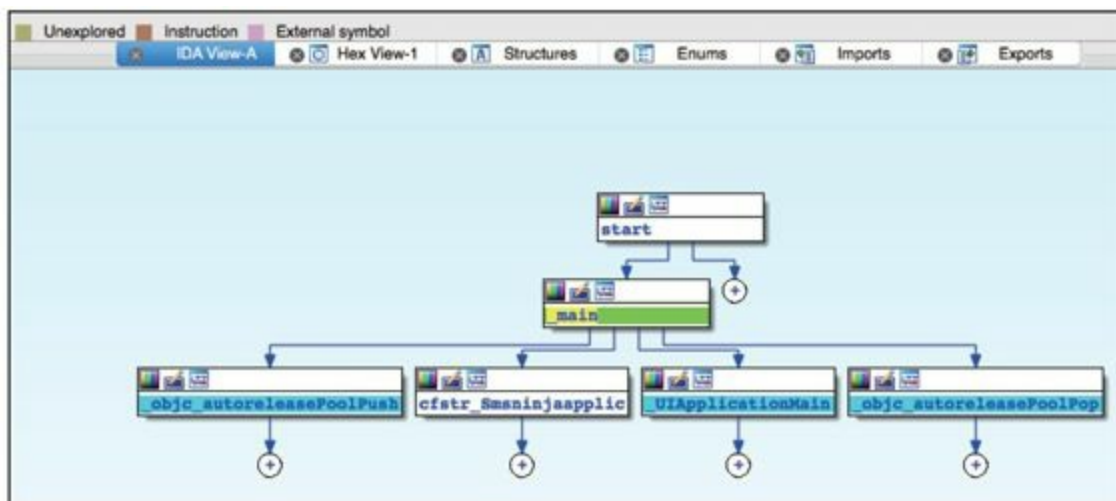 Unexplored Instruction External symbol
IDA View-A Hex View-1 Structures Enums Imports Exports
start
_main
_objc_autoreleasePoolPush cfstr_Smsninjaapplic _UIApplicationMain _objc_autoreleasePoolPop